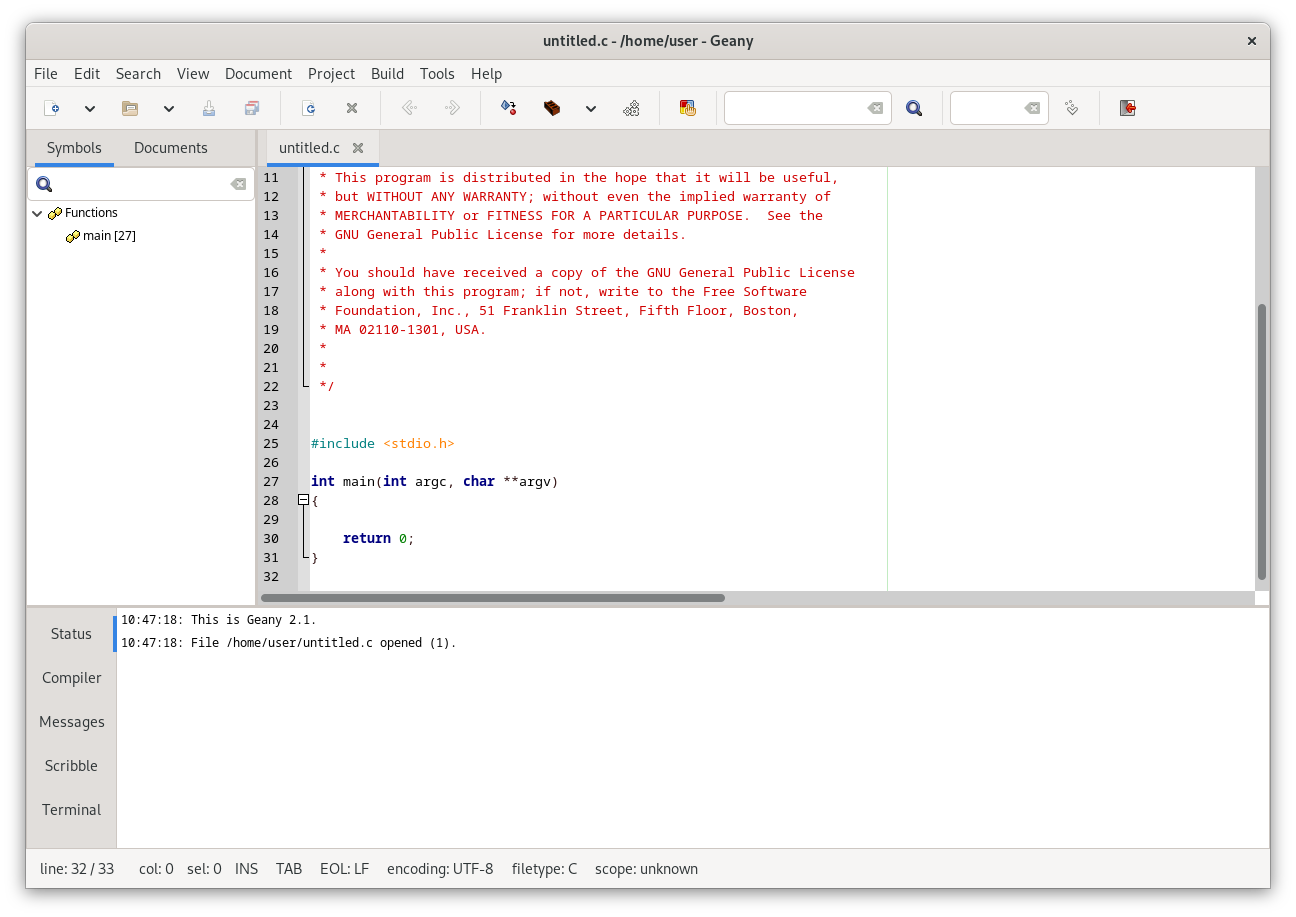 untitled.c - /home/user - Geany
File Edit Search View Document Project Build Tools Help
Symbols Documents
untitled.c
Functions
main [27]
11 * This program is distributed in the hope that it will be useful,
12 * but WITHOUT ANY WARRANTY; without even the implied warranty of
13 * MERCHANTABILITY or FITNESS FOR A PARTICULAR PURPOSE.  See the
14 * GNU General Public License for more details.
15 *
16 * You should have received a copy of the GNU General Public License
17 * along with this program; if not, write to the Free Software
18 * Foundation, Inc., 51 Franklin Street, Fifth Floor, Boston,
19 * MA 02110-1301, USA.
20 *
21 *
22 */
23
24
25 #include <stdio.h>
26
27 int main(int argc, char **argv)
28 {
29
30     return 0;
31 }
32
Status
Compiler
Messages
Scribble
Terminal
10:47:18: This is Geany 2.1.
10:47:18: File /home/user/untitled.c opened (1).
line: 32 / 33 col: 0 sel: 0 INS TAB EOL: LF encoding: UTF-8 filetype: C scope: unknown